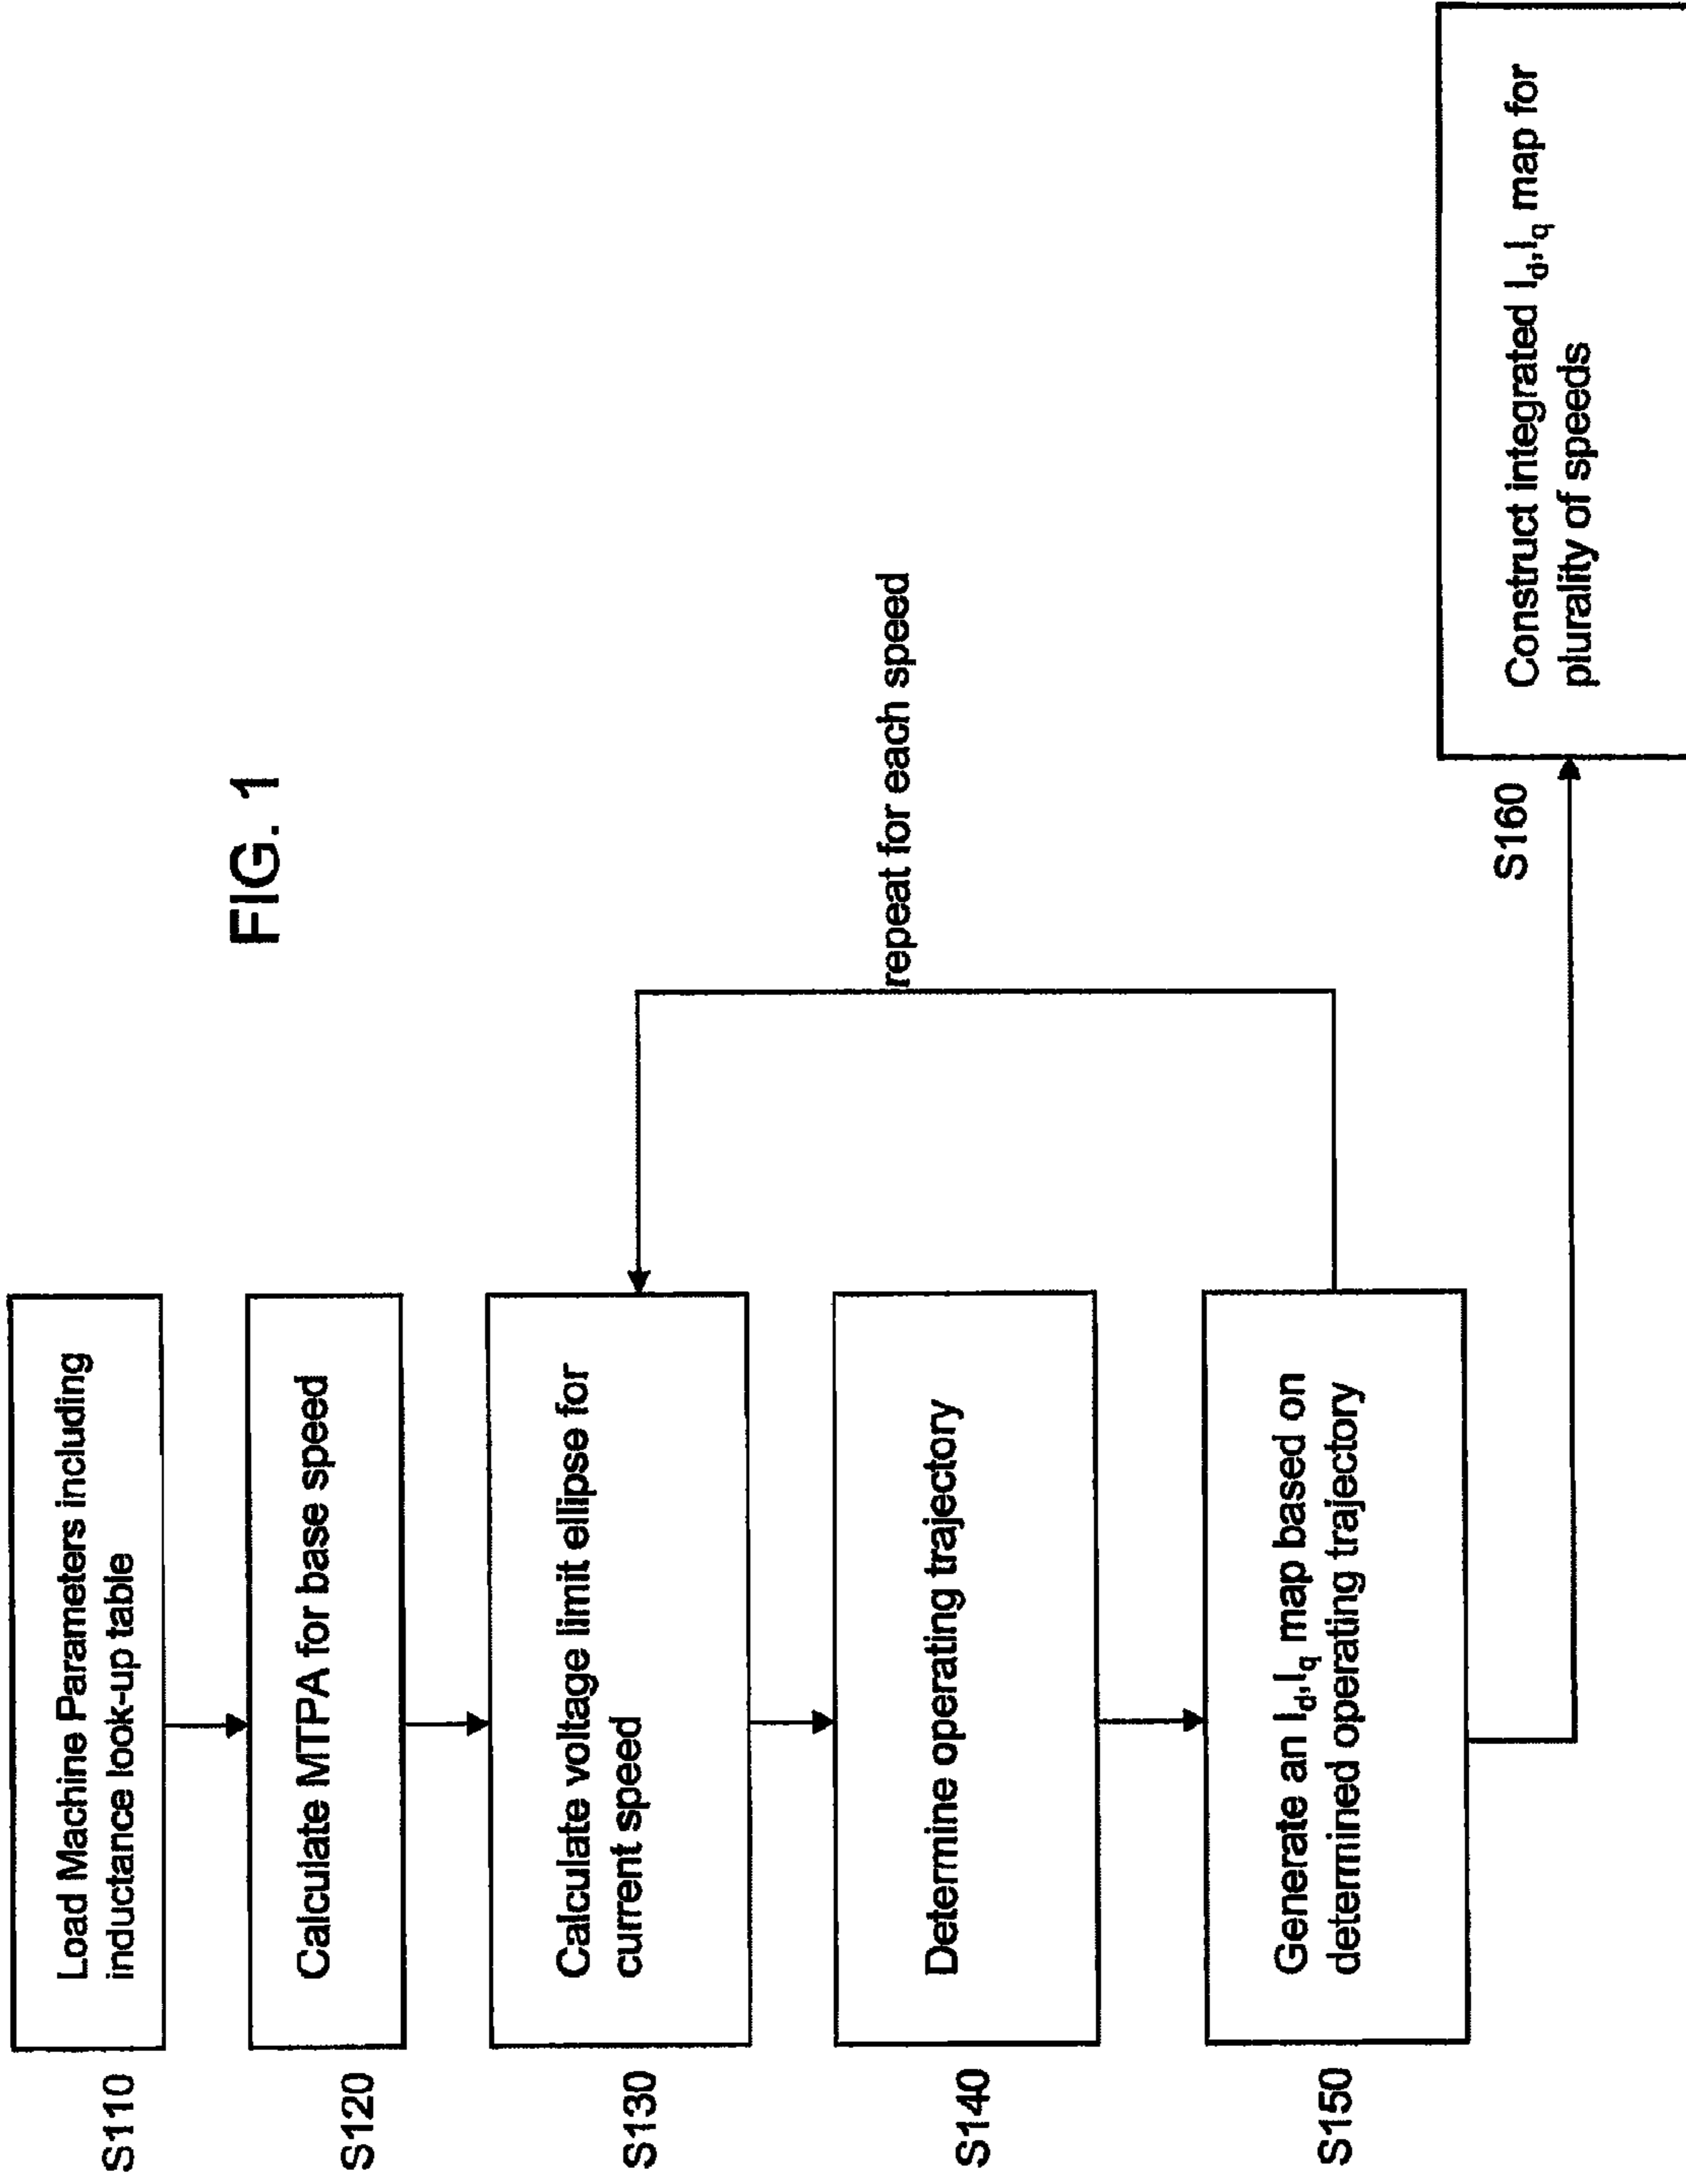 FIG. 1
S110
Load Machine Parameters including
inductance look-up table
S120
Calculate MTPA for base speed
S130
Calculate voltage limit ellipse for
current speed
repeat for each speed
S140
Determine operating trajectory
S150
Generate an Id,Iq map based on
determined operating trajectory
S160
Construct integrated Id,Iq map for
plurality of speeds